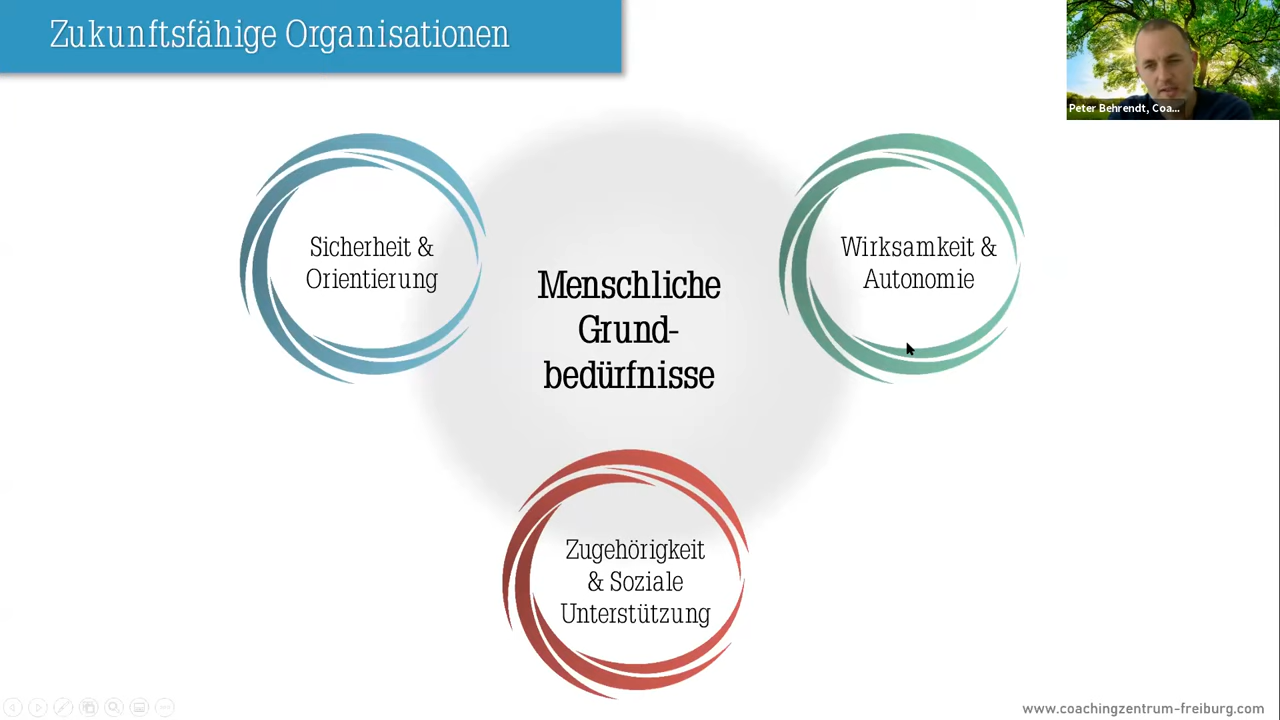 Zukunftsfähige Organisationen
Peter Behrendt, Coa...
Sicherheit &
Orientierung
Wirksamkeit &
Autonomie
Menschliche
Grund-
bedürfnisse
Zugehörigkeit
& Soziale
Unterstützung
www.coachingzentrum-freiburg.com